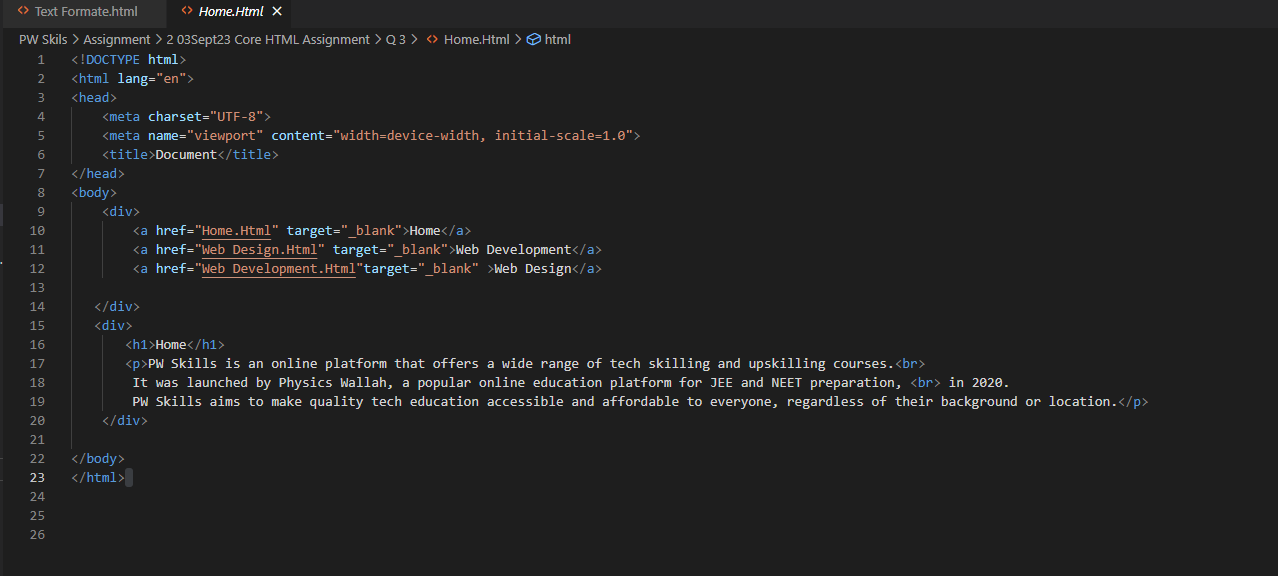 Text Formate.html Home.Html
PW Skils > Assignment > 2 03Sept23 Core HTML Assignment > Q 3 > Home.Html > html
1 <!DOCTYPE html>
2 <html lang="en">
3 <head>
4     <meta charset="UTF-8">
5     <meta name="viewport" content="width=device-width, initial-scale=1.0">
6     <title>Document</title>
7 </head>
8 <body>
9     <div>
10         <a href="Home.Html" target="_blank">Home</a>
11         <a href="Web Design.Html" target="_blank">Web Development</a>
12         <a href="Web Development.Html"target="_blank" >Web Design</a>
13
14    </div>
15    <div>
16        <h1>Home</h1>
17        <p>PW Skills is an online platform that offers a wide range of tech skilling and upskilling courses.<br>
18         It was launched by Physics Wallah, a popular online education platform for JEE and NEET preparation, <br> in 2020.
19         PW Skills aims to make quality tech education accessible and affordable to everyone, regardless of their background or location.</p>
20     </div>
21
22 </body>
23 </html>
24
25
26